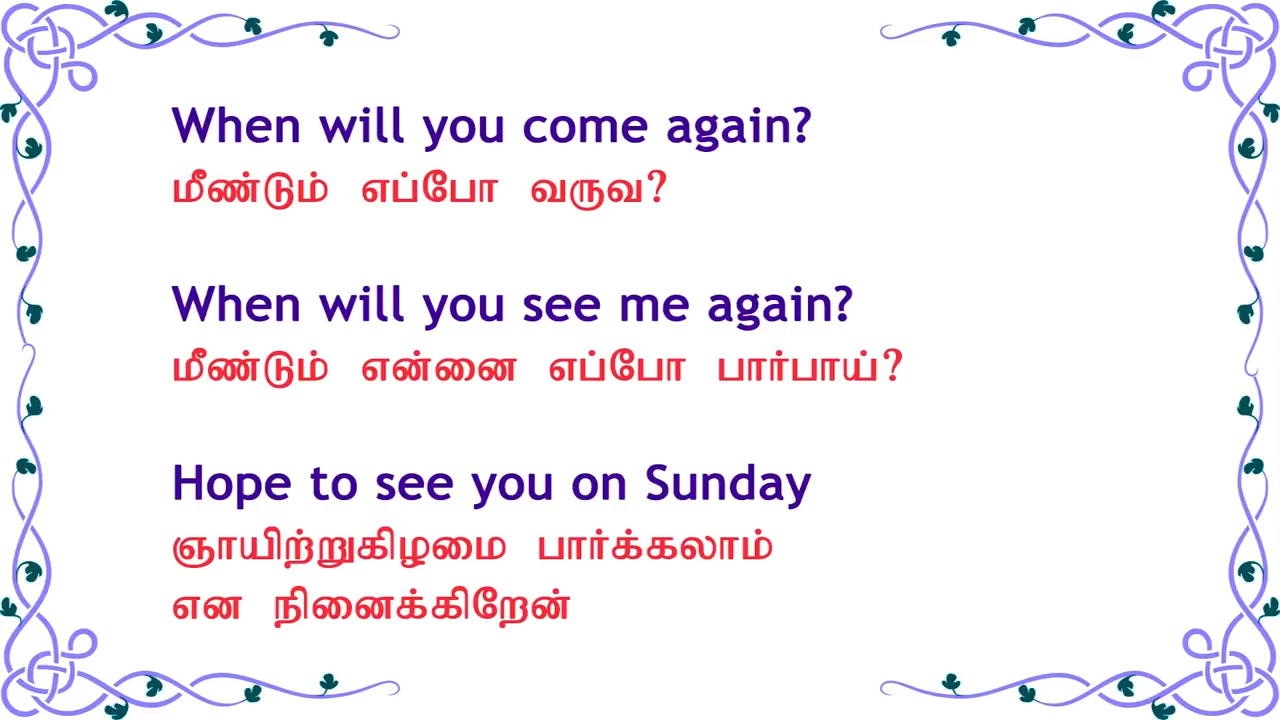 When will you come again?
மீண்டும் எப்போ வருவ?
When will you see me again?
மீண்டும் என்னை எப்போ பார்பாய்?
Hope to see you on Sunday
ஞாயிற்றுகிழமை பார்க்கலாம்
என நினைக்கிறேன்